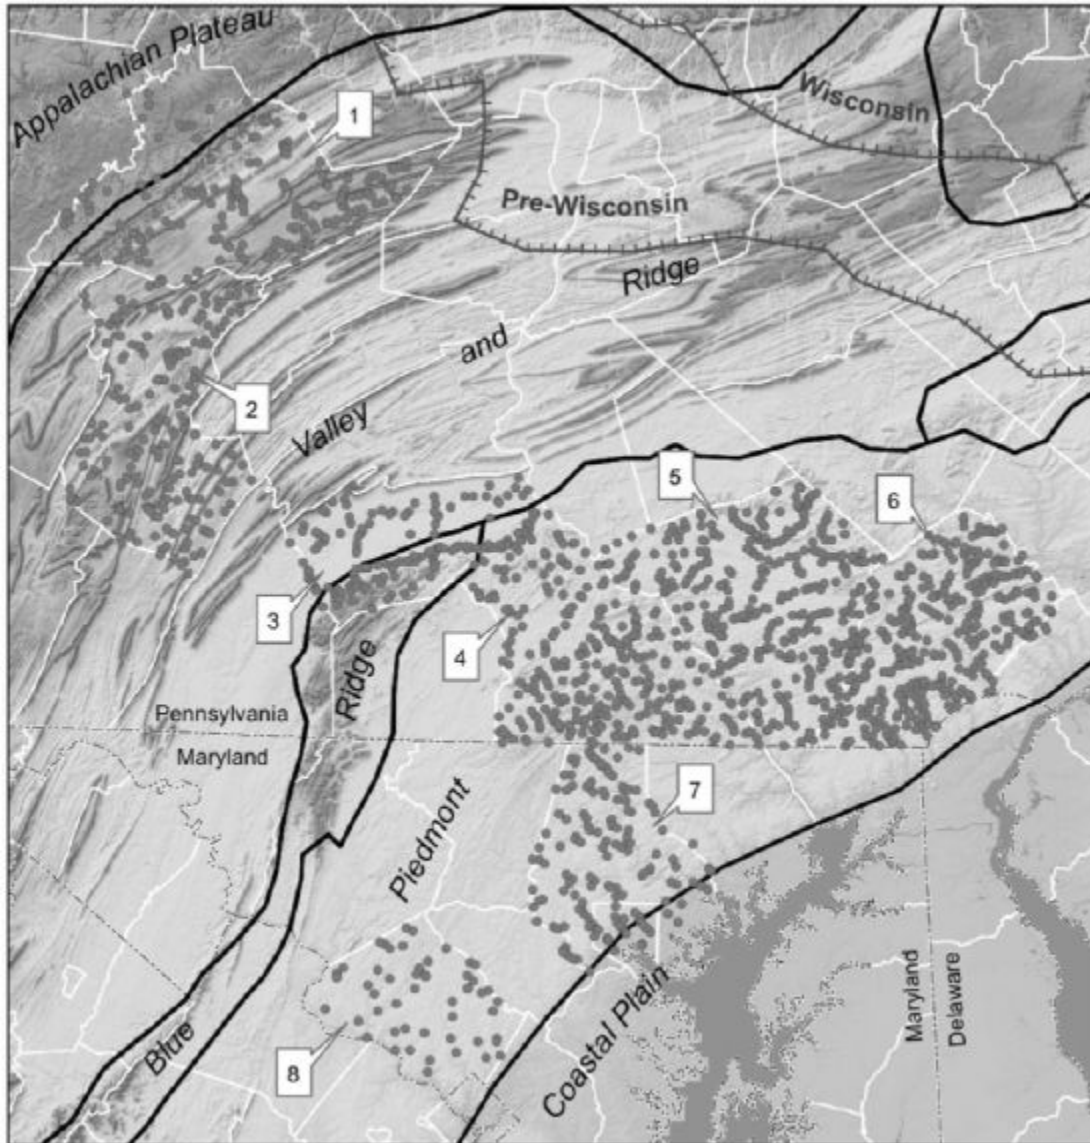 Appalachian Plateau
1
Wisconsin
Pre-Wisconsin
Ridge
and
2
Valley
5
6
3
4
Ridge
Pennsylvania
Maryland
7
Piedmont
Coastal Plain
Maryland
Delaware
Blue
8